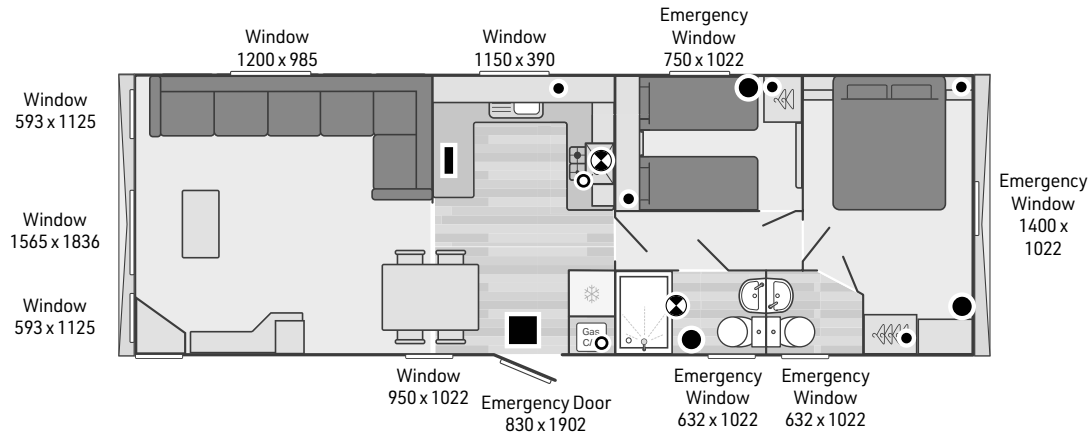 Emergency
Window
750 x 1022
Window
1200 x 985
Window
1150 x 390
Window
593 x 1125
Window
1565 x 1836
Window
593 x 1125
Emergency
Window
1400 x
1022
Gas
C/
Window
950 x 1022
Emergency Door
830 x 1902
Emergency
Window
632 x 1022
Emergency
Window
632 x 1022